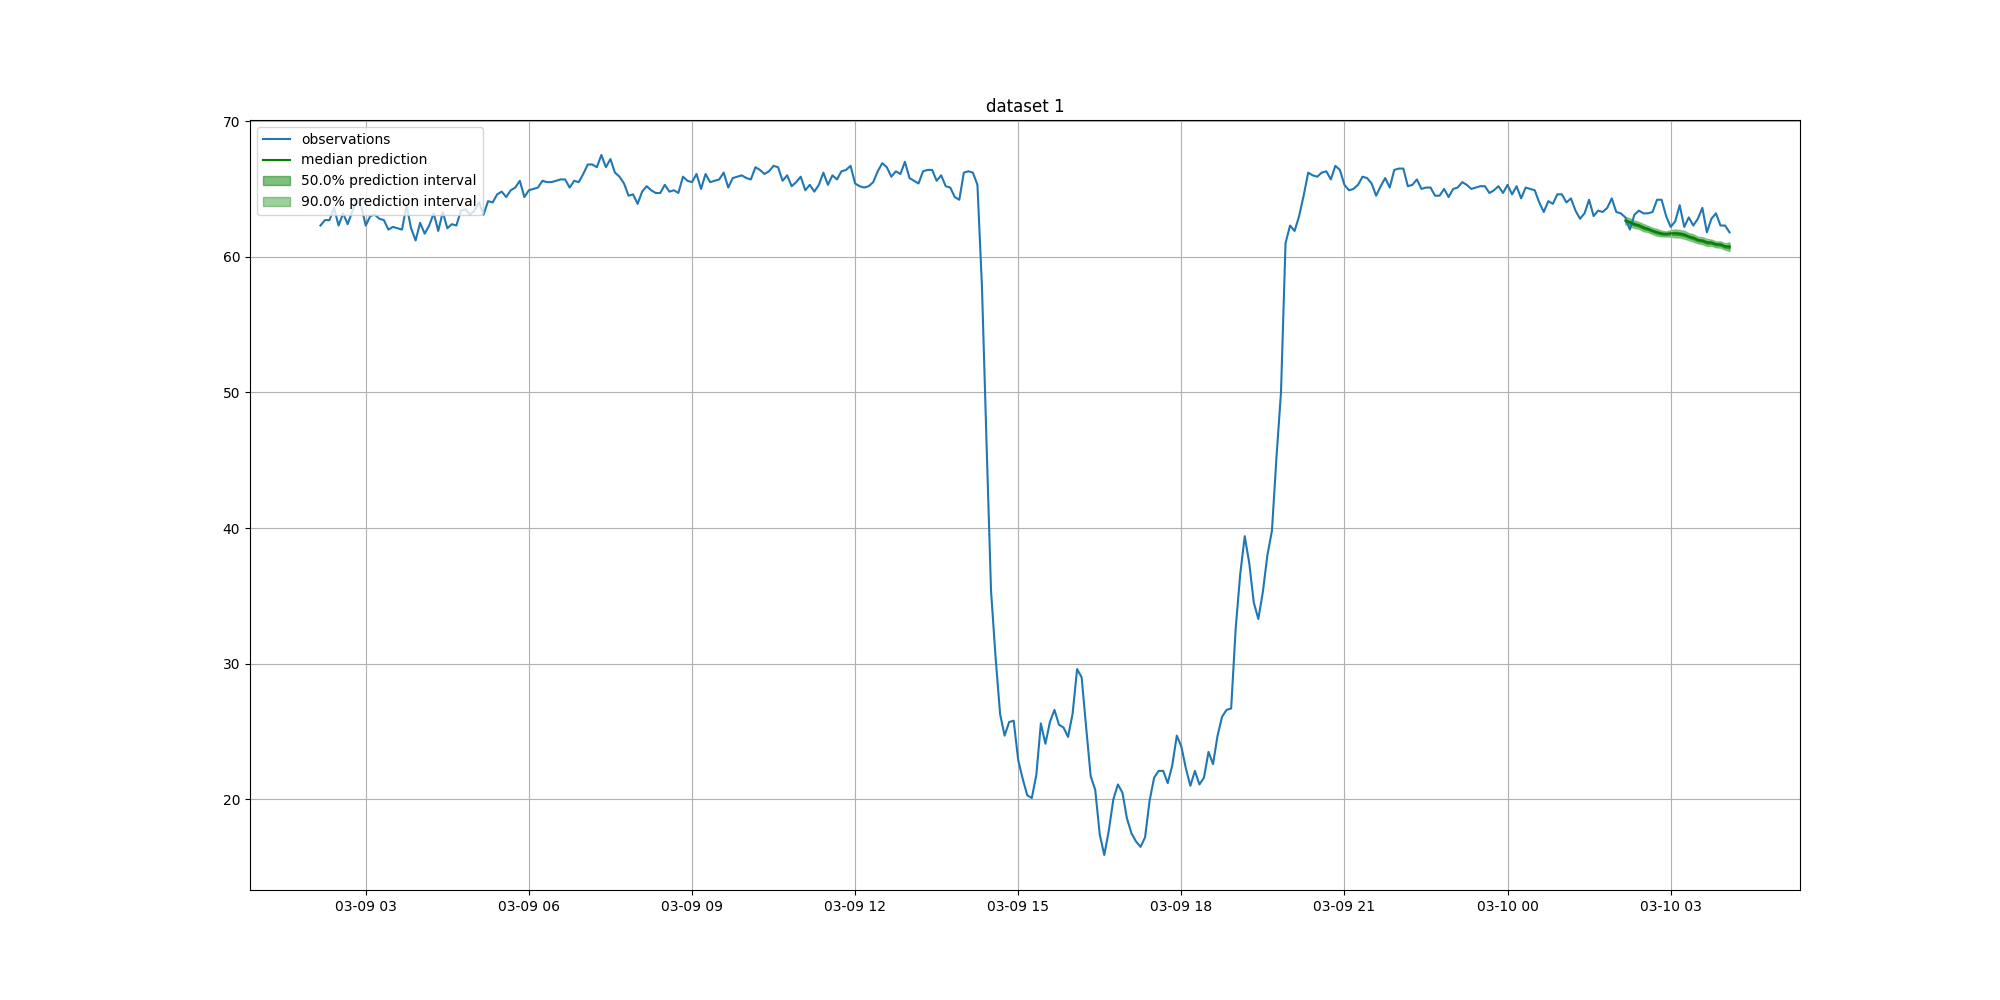 dataset 1
70
observations
median prediction
50.0% prediction interval
90.0% prediction interval
60
50
40
30
20
03-09 03 03-09 06 03-09 09 03-09 12 03-09 15 03-09 18 03-09 21 03-10 00 03-10 03